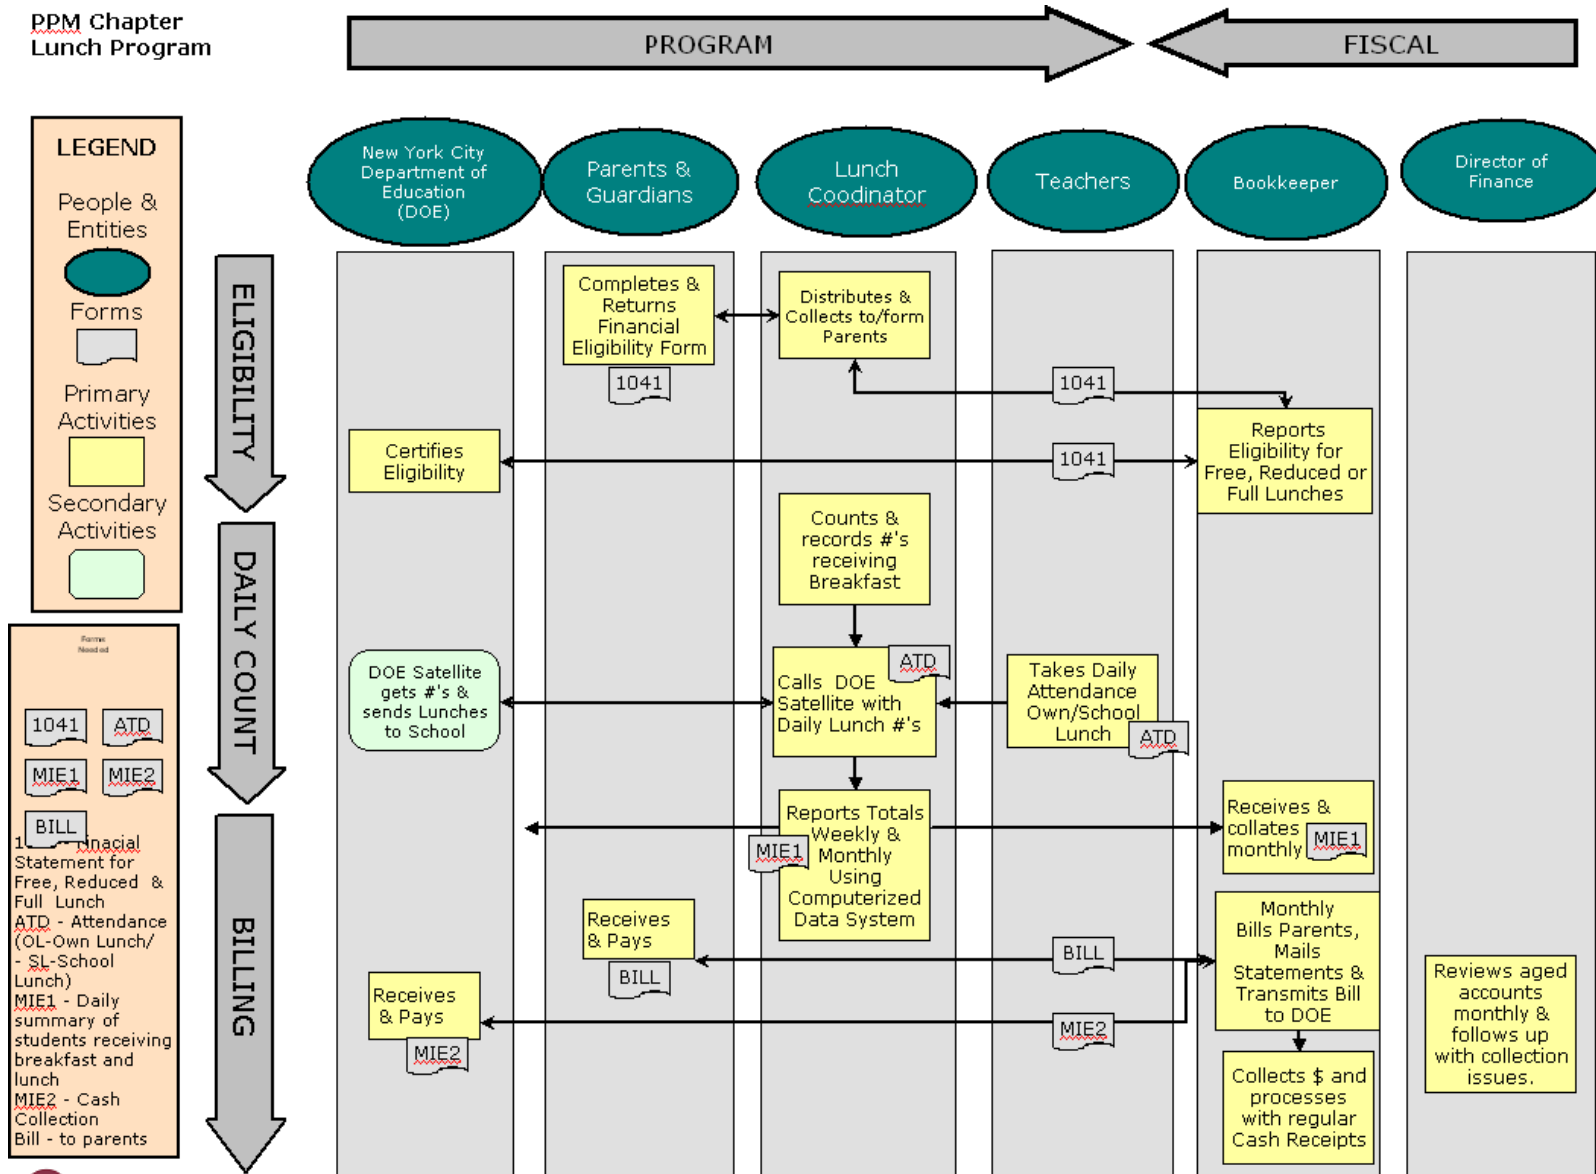 PPM Chapter
Lunch Program
PROGRAM
FISCAL
LEGEND
People &
Entities
Forms
Primary
Activities
Secondary
Activities
New York City
Department of
Education
(DOE)
Parents &
Guardians
Lunch
Coodinator
Teachers
Bookkeeper
Director of
Finance
ELIGIBILITY
Completes &
Returns
Financial
Eligibility Form
1041
Distributes &
Collects to/form
Parents
1041
Certifies
Eligibility
1041
Reports
Eligibility for
Free, Reduced or
Full Lunches
DAILY COUNT
Counts &
records #'s
receiving
Breakfast
DOE Satellite
gets #'s &
sends Lunches
to School
ATD
Calls DOE
Satellite with
Daily Lunch #'s
Takes Daily
Attendance
Own/School
Lunch
ATD
BILLING
Reports Totals
Weekly &
Monthly
Using
Computerized
Data System
MIE1
Receives &
collates
monthly
MIE1
Receives
& Pays
BILL
BILL
Monthly
Bills Parents,
Mails
Statements &
Transmits Bill
to DOE
Receives
& Pays
MIE2
MIE2
Collects $ and
processes
with regular
Cash Receipts
Reviews aged
accounts
monthly &
follows up
with collection
issues.
Forms
Needed
1041
ATD
MIE1
MIE2
BILL
Statement for
Free, Reduced &
Full Lunch
ATD - Attendance
(OL-Own Lunch/
- SL-School
Lunch)
MIE1 - Daily
summary of
students receiving
breakfast and
lunch
MIE2 - Cash
Collection
Bill - to parents